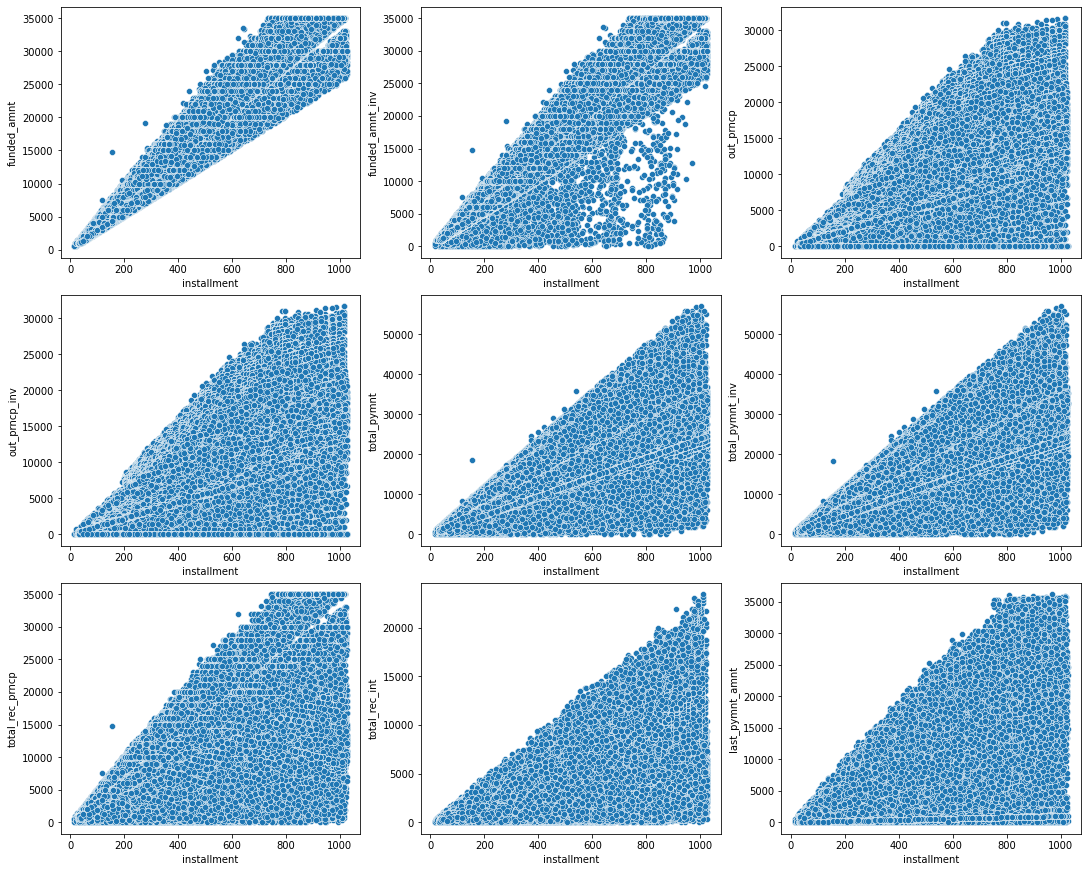 35000
30000
25000
20000
15000
10000
5000
0
funded_amnt
0 200 400 600 800 1000
installment
35000
30000
25000
20000
15000
10000
5000
0
funded_amnt_inv
0 200 400 600 800 1000
installment
30000
25000
20000
15000
10000
5000
0
out_prncp
0 200 400 600 800 1000
installment
30000
25000
20000
15000
10000
5000
0
out_prncp_inv
0 200 400 600 800 1000
installment
50000
40000
30000
20000
10000
0
total_pymnt
0 200 400 600 800 1000
installment
50000
40000
30000
20000
10000
0
total_pymnt_inv
0 200 400 600 800 1000
installment
35000
30000
25000
20000
15000
10000
5000
0
total_rec_prncp
0 200 400 600 800 1000
installment
20000
15000
10000
5000
0
total_rec_int
0 200 400 600 800 1000
installment
35000
30000
25000
20000
15000
10000
5000
0
last_pymnt_amnt
0 200 400 600 800 1000
installment